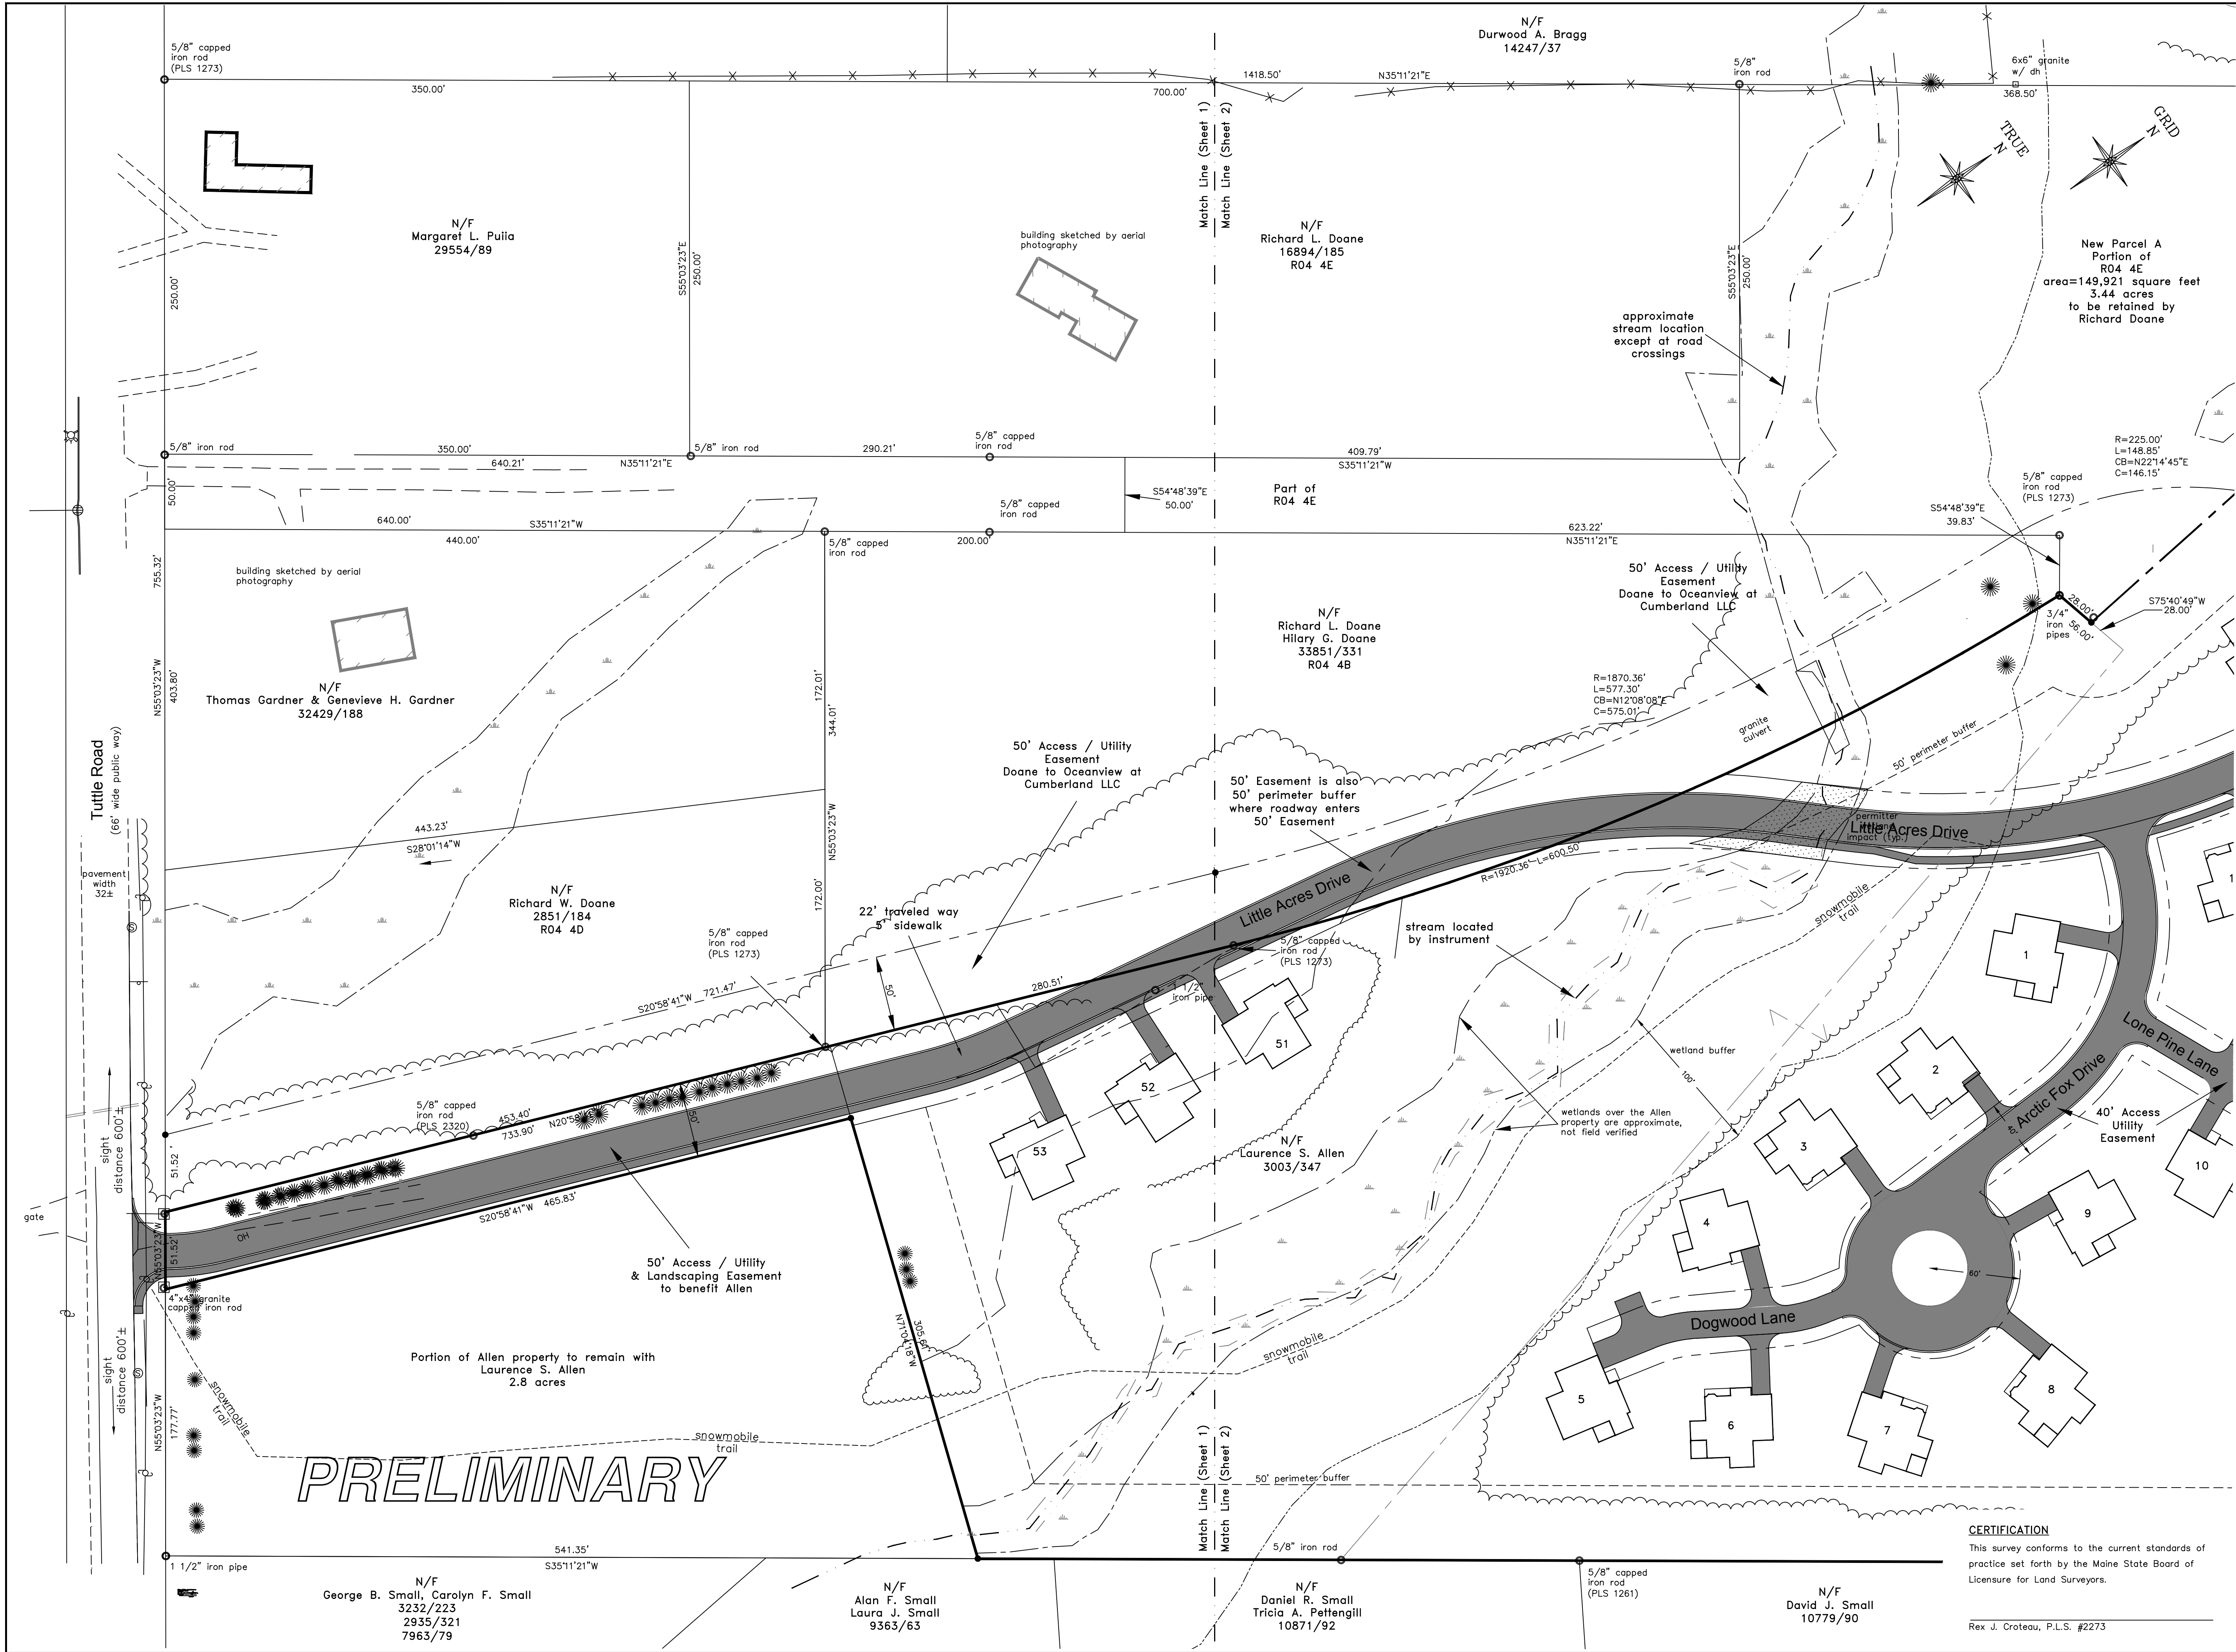 N/F
Durwood A. Bragg
14247/37
5/8" capped
iron rod
(PLS 1273)
5/8"
iron rod
6x6" granite
w/ dh
350.00'
700.00'
1418.50'
N35°11'21"E
368.50'
Match Line (Sheet 1)
Match Line (Sheet 2)
TRUE
N
GRID
N
N/F
Margaret L. Puiia
29554/89
250.00'
S55°03'23"E
250.00'
building sketched by aerial
photography
N/F
Richard L. Doane
16894/185
R04 4E
S55°03'23"E
250.00'
New Parcel A
Portion of
R04 4E
area=149,921 square feet
3.44 acres
to be retained by
Richard Doane
approximate
stream location
except at road
crossings
R=225.00'
L=148.85'
CB=N22°14'45"E
C=146.15'
5/8" iron rod
350.00'
640.21'
N35°11'21"E
5/8" iron rod
290.21'
5/8" capped
iron rod
409.79'
S35°11'21"W
50.00'
640.00'
S35°11'21"W
440.00'
5/8" capped
iron rod
5/8" capped
iron rod
200.00'
S54°48'39"E
50.00'
Part of
R04 4E
623.22'
N35°11'21"E
5/8" capped
iron rod
(PLS 1273)
S54°48'39"E
39.83'
28.00'
56.00'
3/4"
iron
pipes
S75°40'49"W
28.00'
755.32'
N55°03'23"W
403.80'
building sketched by aerial
photography
N/F
Thomas Gardner & Genevieve H. Gardner
32429/188
172.01'
344.01'
N55°03'23"W
172.00'
N/F
Richard L. Doane
Hilary G. Doane
33851/331
R04 4B
50' Access / Utility
Easement
Doane to Oceanview at
Cumberland LLC
R=1870.36'
L=577.30'
CB=N12°08'08"E
C=575.01'
granite
culvert
50' perimeter buffer
Tuttle Road
(66' wide public way)
443.23'
S28°01'14"W
pavement
width
32±
N/F
Richard W. Doane
2851/184
R04 4D
50' Access / Utility
Easement
Doane to Oceanview at
Cumberland LLC
50' Easement is also
50' perimeter buffer
where roadway enters
50' Easement
22' traveled way
5' sidewalk
5/8" capped
iron rod
(PLS 1273)
50'
S20°58'41"W
721.47'
280.51'
Little Acres Drive
5/8" capped
iron rod
(PLS 1273)
1 1/2"
iron pipe
R=1920.36'
L=600.50'
permitter
impact (typ.)
Little Acres Drive
stream located
by instrument
snowmobile
trail
wetland buffer
100'
wetlands over the Allen
property are approximate,
not field verified
51
52
53
1
2
3
4
5
6
7
8
9
10
1
Lone Pine Lane
Arctic Fox Drive
40' Access
Utility
Easement
60'
Dogwood Lane
sight
distance 600'±
gate
51.52'
5/8" capped
iron rod
(PLS 2320)
453.40'
733.90'
50'
N55°03'23"W
51.52'
OH
S20°58'41"W
465.83'
4"x4" granite
capped iron rod
50' Access / Utility
& Landscaping Easement
to benefit Allen
N/F
Laurence S. Allen
3003/347
N71°04'18"W
sight
distance 600'±
N55°03'23"W
177.77'
snowmobile
trail
Portion of Allen property to remain with
Laurence S. Allen
2.8 acres
snowmobile
trail
snowmobile
trail
PRELIMINARY
Match Line (Sheet 1)
Match Line (Sheet 2)
50' perimeter buffer
1 1/2" iron pipe
541.35'
S35°11'21"W
5/8" iron rod
5/8" capped
iron rod
(PLS 1261)
N/F
George B. Small, Carolyn F. Small
3232/223
2935/321
7963/79
N/F
Alan F. Small
Laura J. Small
9363/63
N/F
Daniel R. Small
Tricia A. Pettengill
10871/92
N/F
David J. Small
10779/90
CERTIFICATION
This survey conforms to the current standards of
practice set forth by the Maine State Board of
Licensure for Land Surveyors.
Rex J. Croteau, P.L.S. #2273